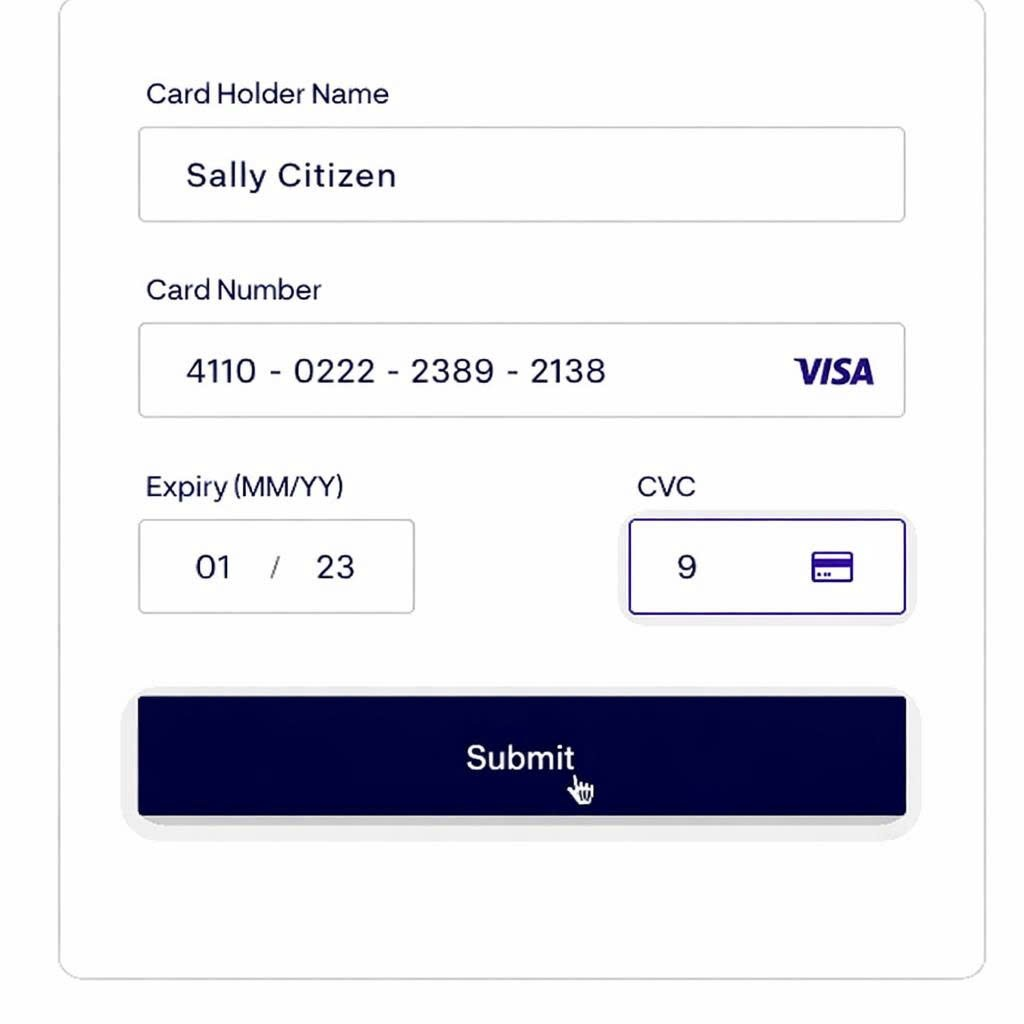 Card Holder Name
Sally Citizen
Card Number
4110 - 0222 - 2389 - 2138 VISA
Expiry (MM/YY) CVC
01 / 23 9
Submit